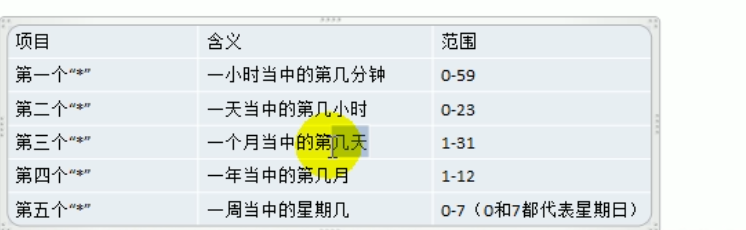 项目 含义 范围
第一个“*” 一小时当中的第几分钟 0-59
第二个“*” 一天当中的第几小时 0-23
第三个“*” 一个月当中的第几天 1-31
第四个“*” 一年当中的第几月 1-12
第五个“*” 一周当中的星期几 0-7（0和7都代表星期日）